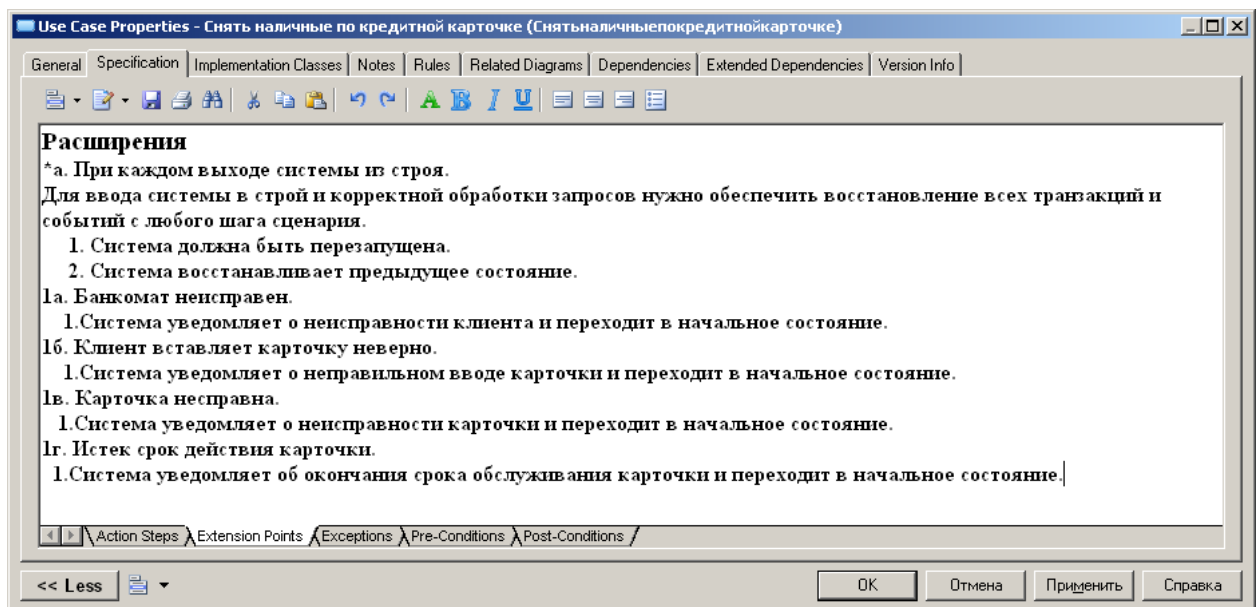 Use Case Properties - Снять наличные по кредитной карточке (Снятьналичныепокредитнойкарточке)
General Specification Implementation Classes Notes Rules Related Diagrams Dependencies Extended Dependencies Version Info
A B I U
Расширения
*а. При каждом выходе системы из строя.
Для ввода системы в строй и корректной обработки запросов нужно обеспечить восстановление всех транзакций и
событий с любого шага сценария.
1. Система должна быть перезапущена.
2. Система восстанавливает предыдущее состояние.
1а. Банкомат неисправен.
1.Система уведомляет о неисправности клиента и переходит в начальное состояние.
1б. Клиент вставляет карточку неверно.
1.Система уведомляет о неправильном вводе карточки и переходит в начальное состояние.
1в. Карточка несправна.
1.Система уведомляет о неисправности карточки и переходит в начальное состояние.
1г. Истек срок действия карточки.
1.Система уведомляет об окончания срока обслуживания карточки и переходит в начальное состояние.
Action Steps Extension Points Exceptions Pre-Conditions Post-Conditions
<< Less OK Отмена Применить Справка